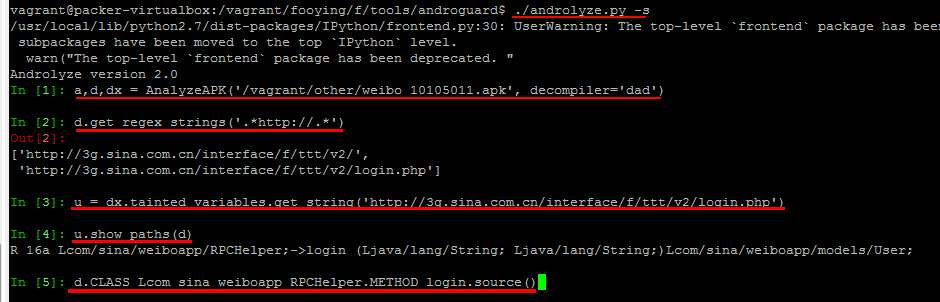 vagrant@packer-virtualbox:/vagrant/fooying/f/tools/androguard$ ./androlyze.py -s
/usr/local/lib/python2.7/dist-packages/IPython/frontend.py:30: UserWarning: The top-level `frontend` package has been
 subpackages have been moved to the top `IPython` level.
  warn("The top-level `frontend` package has been deprecated. "
Androlyze version 2.0
In [1]: a,d,dx = AnalyzeAPK('/vagrant/other/weibo_10105011.apk', decompiler='dad')
In [2]: d.get_regex_strings('.*http://.*')
Out[2]:
['http://3g.sina.com.cn/interface/f/ttt/v2/',
 'http://3g.sina.com.cn/interface/f/ttt/v2/login.php']
In [3]: u = dx.tainted_variables.get_string('http://3g.sina.com.cn/interface/f/ttt/v2/login.php')
In [4]: u.show_paths(d)
R 16a Lcom/sina/weiboapp/RPCHelper;->login (Ljava/lang/String; Ljava/lang/String;)Lcom/sina/weiboapp/models/User;
In [5]: d.CLASS_Lcom_sina_weiboapp_RPCHelper.METHOD_login.source()